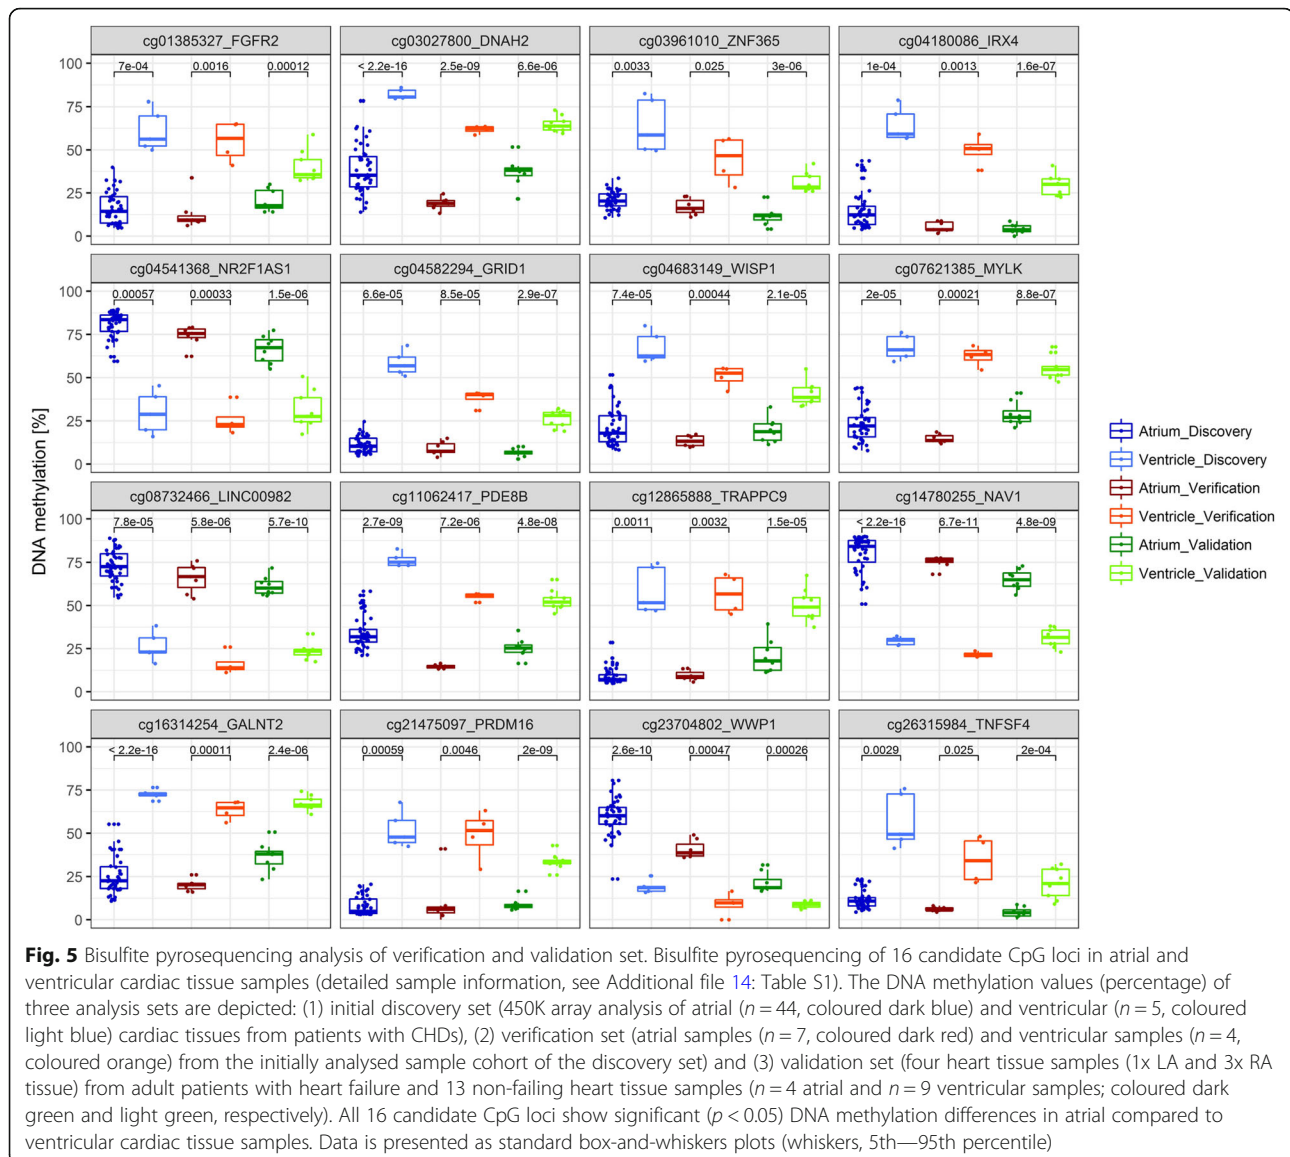 cg01385327_FGFR2 cg03027800_DNAH2 cg03961010_ZNF365 cg04180086_IRX4
7e-04 0.0016 0.00012 < 2.2e-16 2.5e-09 6.6e-06 0.0033 0.025 3e-06 1e-04 0.0013 1.6e-07
100
75
50
25
0
cg04541368_NR2F1AS1 cg04582294_GRID1 cg04683149_WISP1 cg07621385_MYLK
0.00057 0.00033 1.5e-06 6.6e-05 8.5e-05 2.9e-07 7.4e-05 0.00044 2.1e-05 2e-05 0.00021 8.8e-07
100
75
50
25
0
cg08732466_LINC00982 cg11062417_PDE8B cg12865888_TRAPPC9 cg14780255_NAV1
7.8e-05 5.8e-06 5.7e-10 2.7e-09 7.2e-06 4.8e-08 0.0011 0.0032 1.5e-05 < 2.2e-16 6.7e-11 4.8e-09
100
75
50
25
0
cg16314254_GALNT2 cg21475097_PRDM16 cg23704802_WWP1 cg26315984_TNFSF4
< 2.2e-16 0.00011 2.4e-06 0.00059 0.0046 2e-09 2.6e-10 0.00047 0.00026 0.0029 0.025 2e-04
100
75
50
25
0
DNA methylation [%]
Atrium_Discovery
Ventricle_Discovery
Atrium_Verification
Ventricle_Verification
Atrium_Validation
Ventricle_Validation
Fig. 5 Bisulfite pyrosequencing analysis of verification and validation set. Bisulfite pyrosequencing of 16 candidate CpG loci in atrial and
ventricular cardiac tissue samples (detailed sample information, see Additional file 14: Table S1). The DNA methylation values (percentage) of
three analysis sets are depicted: (1) initial discovery set (450K array analysis of atrial (n = 44, coloured dark blue) and ventricular (n = 5, coloured
light blue) cardiac tissues from patients with CHDs), (2) verification set (atrial samples (n = 7, coloured dark red) and ventricular samples (n = 4,
coloured orange) from the initially analysed sample cohort of the discovery set) and (3) validation set (four heart tissue samples (1x LA and 3x RA
tissue) from adult patients with heart failure and 13 non-failing heart tissue samples (n = 4 atrial and n = 9 ventricular samples; coloured dark
green and light green, respectively). All 16 candidate CpG loci show significant (p < 0.05) DNA methylation differences in atrial compared to
ventricular cardiac tissue samples. Data is presented as standard box-and-whiskers plots (whiskers, 5th—95th percentile)